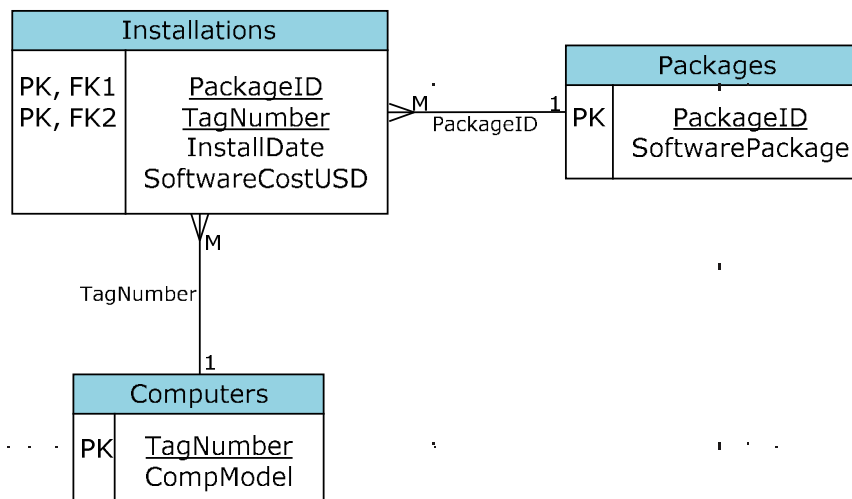 Installations
PK, FK1 PackageID
PK, FK2 TagNumber
InstallDate
SoftwareCostUSD
M
PackageID
1
Packages
PK PackageID
SoftwarePackage
M
TagNumber
1
Computers
PK TagNumber
CompModel